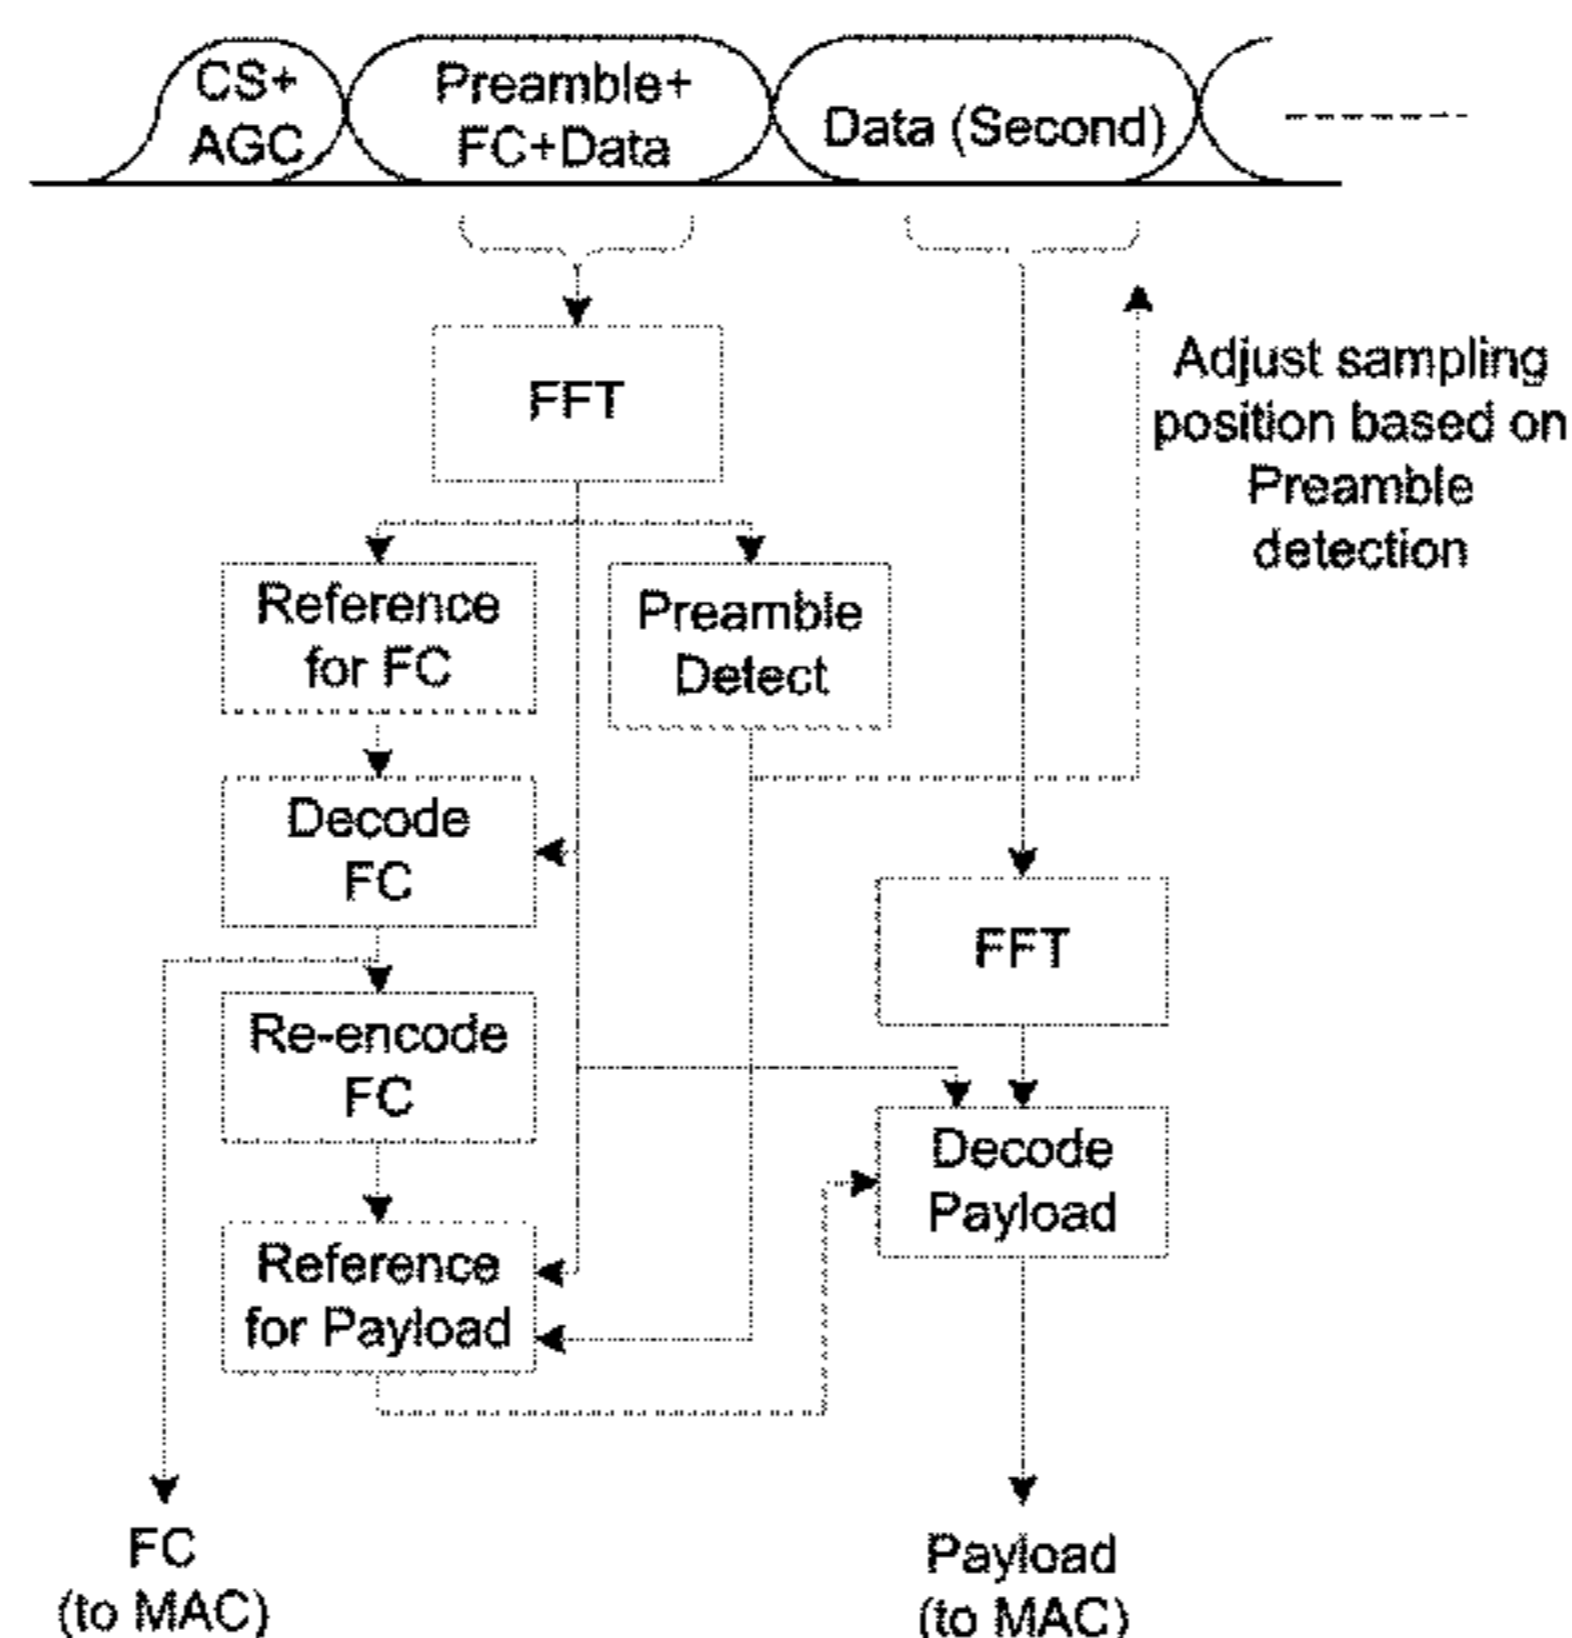 CS+
AGC
Preamble+
FC+Data
Data (Second)
FFT
Adjust sampling
position based on
Preamble
detection
Reference
for FC
Preamble
Detect
Decode
FC
FFT
Re-encode
FC
Decode
Payload
Reference
for Payload
FC
(to MAC)
Payload
(to MAC)